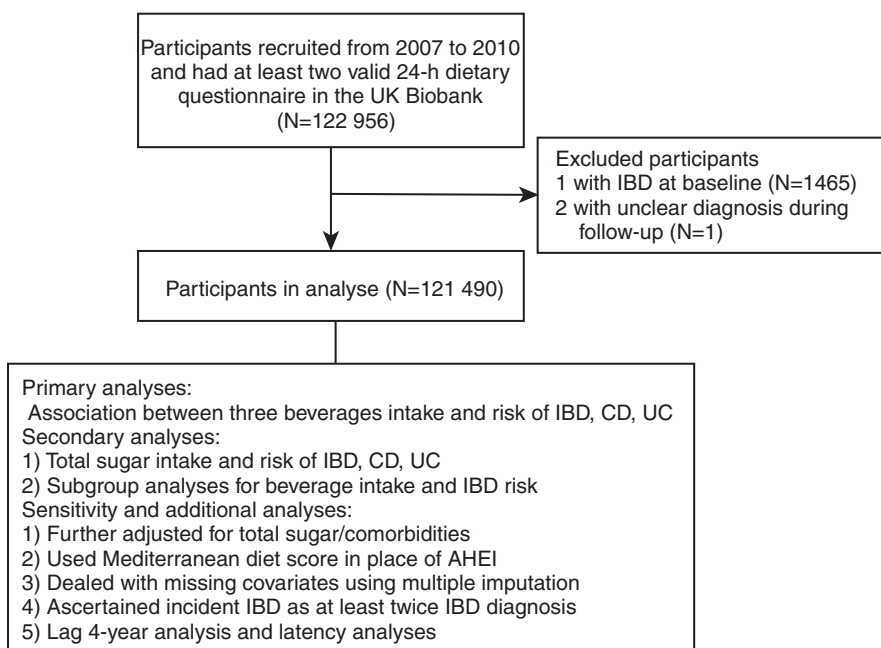 Participants recruited from 2007 to 2010
and had at least two valid 24-h dietary
questionnaire in the UK Biobank
(N=122 956)
Excluded participants
1 with IBD at baseline (N=1465)
2 with unclear diagnosis during
follow-up (N=1)
Participants in analyse (N=121 490)
Primary analyses:
Association between three beverages intake and risk of IBD, CD, UC
Secondary analyses:
1) Total sugar intake and risk of IBD, CD, UC
2) Subgroup analyses for beverage intake and IBD risk
Sensitivity and additional analyses:
1) Further adjusted for total sugar/comorbidities
2) Used Mediterranean diet score in place of AHEI
3) Dealt with missing covariates using multiple imputation
4) Ascertained incident IBD as at least twice IBD diagnosis
5) Lag 4-year analysis and latency analyses